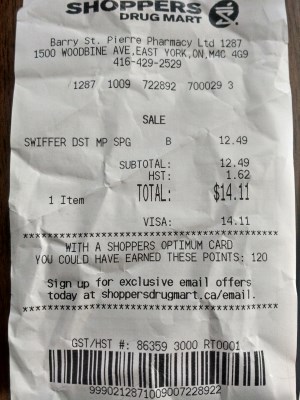 SHOPPERS
DRUG MART
Barry St. Pierre Pharmacy Ltd 1287
1500 WOODBINE AVE,EAST YORK,ON,M4C 4G9
416-429-2529
1287 1009 722892 700029 3
SALE
SWIFFER DST MP SPG B 12.49
SUBTOTAL: 12.49
HST: 1.62
1 Item TOTAL: $14.11
VISA: 14.11
****************************************
WITH A SHOPPERS OPTIMUM CARD
YOU COULD HAVE EARNED THESE POINTS: 120
Sign up for exclusive email offers
today at shoppersdrugmart.ca/email.
****************************************
GST/HST #: 86359 3000 RT0001
9990212871009007228922